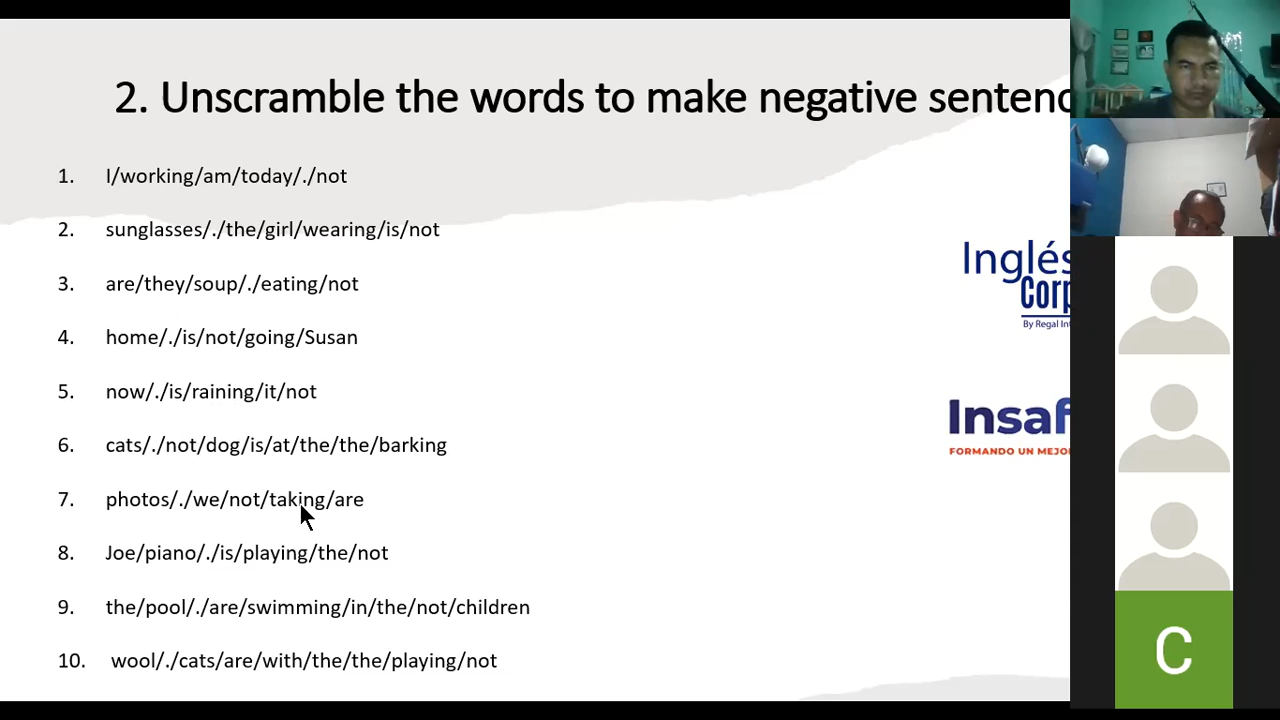 2. Unscramble the words to make negative sentenc
1. I/working/am/today/./not
2. sunglasses/./the/girl/wearing/is/not
3. are/they/soup/./eating/not
4. home/./is/not/going/Susan
5. now/./is/raining/it/not
6. cats/./not/dog/is/at/the/the/barking
7. photos/./we/not/taking/are
8. Joe/piano/./is/playing/the/not
9. the/pool/./are/swimming/in/the/not/children
10. wool/./cats/are/with/the/the/playing/not
Inglés
Corp
By Regal Int
Insaf
FORMANDO UN MEJO
C